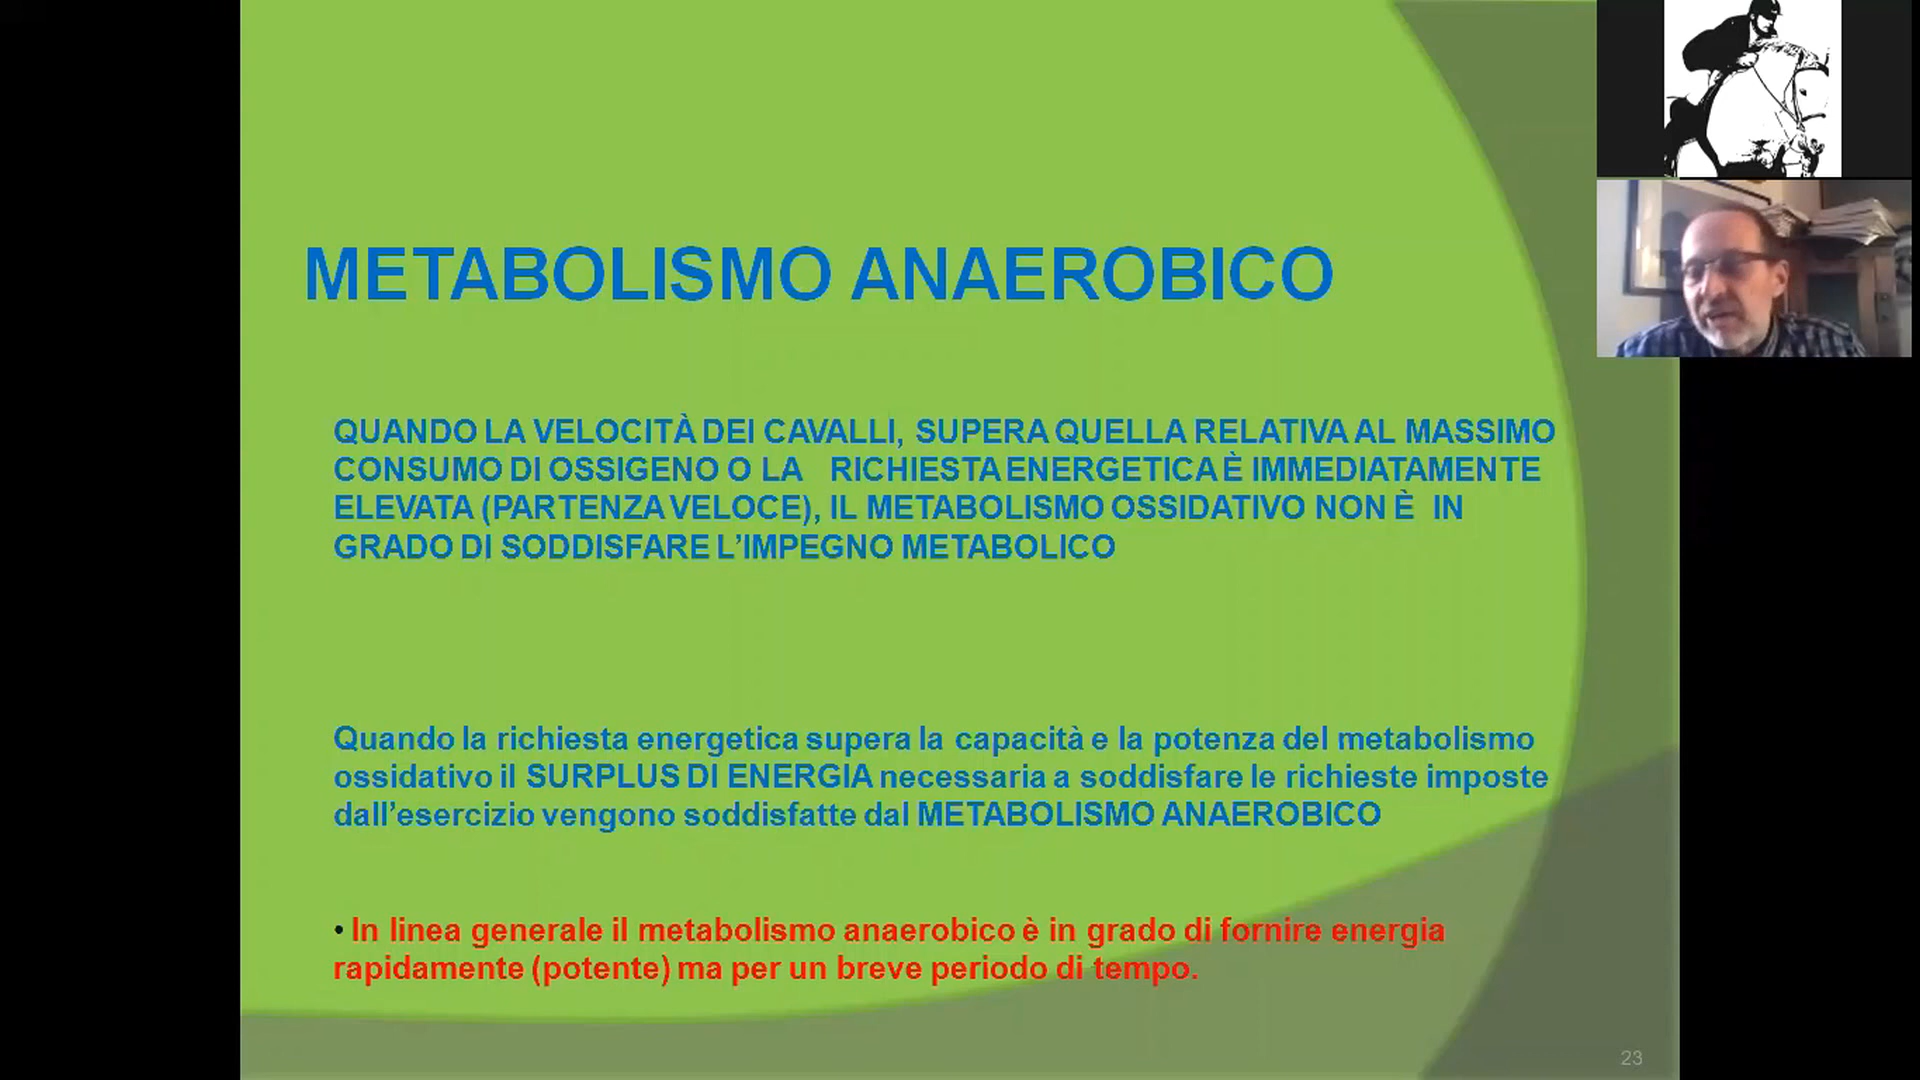 METABOLISMO ANAEROBICO
QUANDO LA VELOCITÀ DEI CAVALLI, SUPERA QUELLA RELATIVA AL MASSIMO
CONSUMO DI OSSIGENO O LA RICHIESTA ENERGETICA È IMMEDIATAMENTE
ELEVATA (PARTENZA VELOCE), IL METABOLISMO OSSIDATIVO NON È IN
GRADO DI SODDISFARE L’IMPEGNO METABOLICO
Quando la richiesta energetica supera la capacità e la potenza del metabolismo
ossidativo il SURPLUS DI ENERGIA necessaria a soddisfare le richieste imposte
dall’esercizio vengono soddisfatte dal METABOLISMO ANAEROBICO
• In linea generale il metabolismo anaerobico è in grado di fornire energia
rapidamente (potente) ma per un breve periodo di tempo.
23